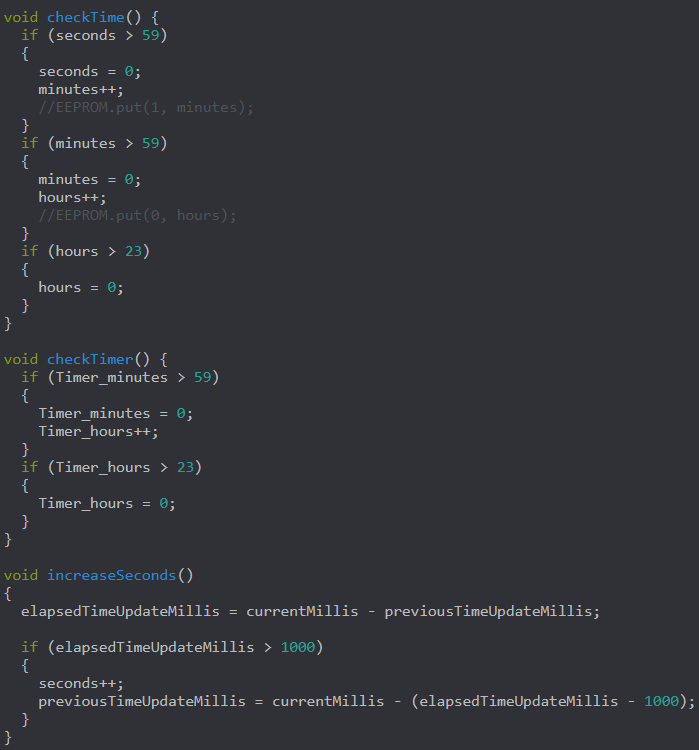 void checkTime() {
  if (seconds > 59)
  {
    seconds = 0;
    minutes++;
    //EEPROM.put(1, minutes);
  }
  if (minutes > 59)
  {
    minutes = 0;
    hours++;
    //EEPROM.put(0, hours);
  }
  if (hours > 23)
  {
    hours = 0;
  }
}

void checkTimer() {
  if (Timer_minutes > 59)
  {
    Timer_minutes = 0;
    Timer_hours++;
  }
  if (Timer_hours > 23)
  {
    Timer_hours = 0;
  }
}

void increaseSeconds()
{
  elapsedTimeUpdateMillis = currentMillis - previousTimeUpdateMillis;

  if (elapsedTimeUpdateMillis > 1000)
  {
    seconds++;
    previousTimeUpdateMillis = currentMillis - (elapsedTimeUpdateMillis - 1000);
  }
}